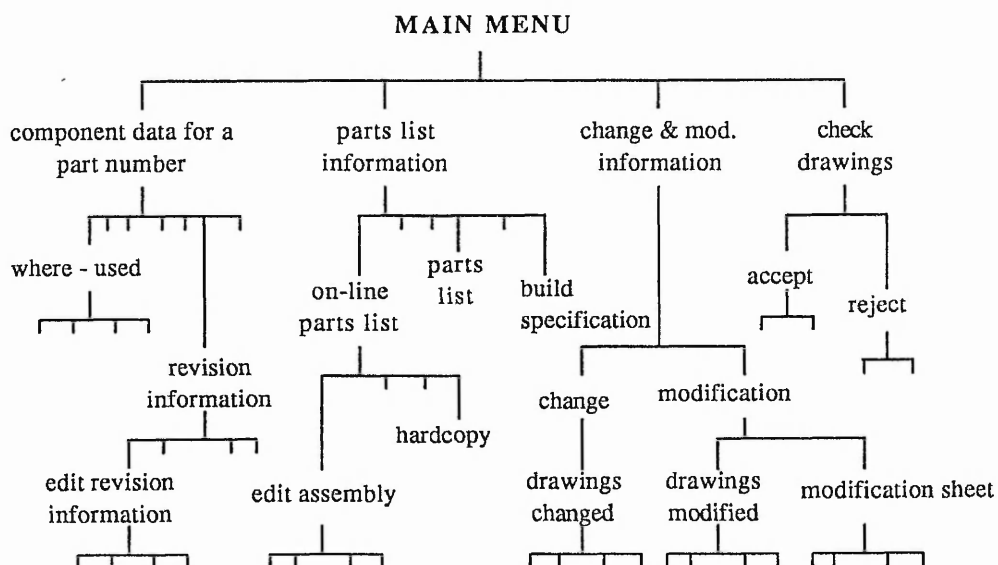 MAIN MENU
component data for a
part number
parts list
information
change & mod.
information
check
drawings
where - used
on-line
parts list
parts
list
build
specification
accept
reject
revision
information
hardcopy
change
modification
edit revision
information
edit assembly
drawings
changed
drawings
modified
modification sheet